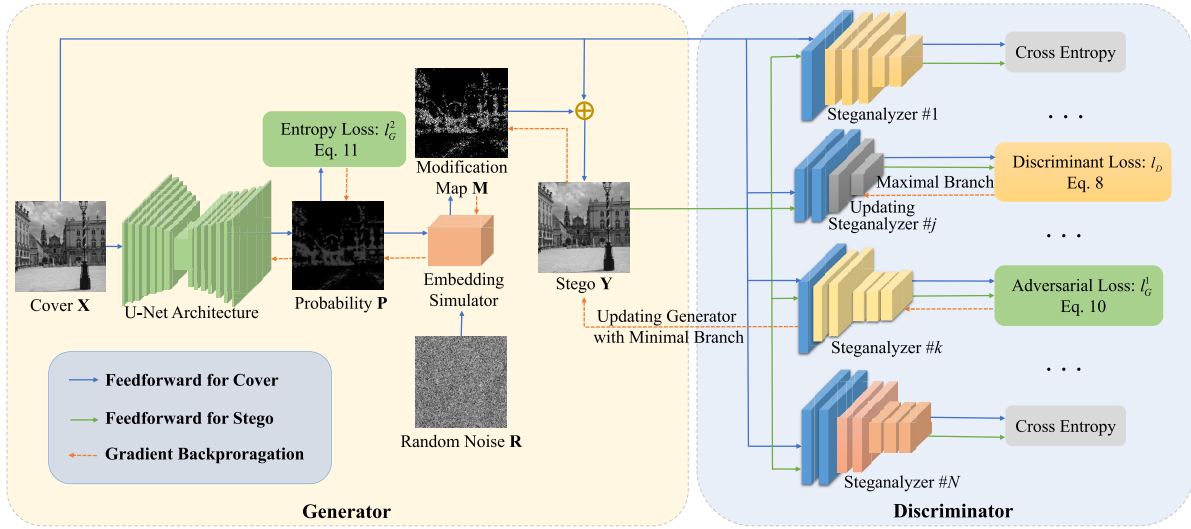 Cross Entropy
Steganalyzer #1
. . .
Entropy Loss: l_G^2
Eq. 11
Modification
Map M
Discriminant Loss: l_D
Eq. 8
Maximal Branch
Updating
Steganalyzer #j
. . .
Cover X
U-Net Architecture
Probability P
Embedding
Simulator
Stego Y
Adversarial Loss: l_G^1
Eq. 10
Updating Generator
with Minimal Branch
Steganalyzer #k
. . .
Feedforward for Cover
Feedforward for Stego
Gradient Backproragation
Random Noise R
Cross Entropy
Steganalyzer #N
Generator
Discriminator